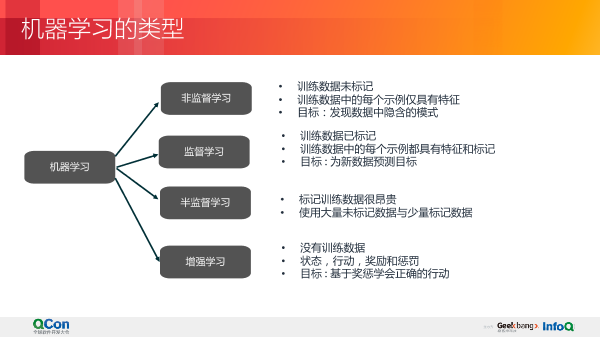 机器学习的类型
机器学习
非监督学习
• 训练数据未标记
• 训练数据中的每个示例仅具有特征
• 目标：发现数据中隐含的模式
监督学习
• 训练数据已标记
• 训练数据中的每个示例都具有特征和标记
• 目标：为新数据预测目标
半监督学习
• 标记训练数据很昂贵
• 使用大量未标记数据与少量标记数据
增强学习
• 没有训练数据
• 状态，行动，奖励和惩罚
• 目标：基于奖惩学会正确的行动
QCon
全球软件开发大会
Geekbang>
InfoQ